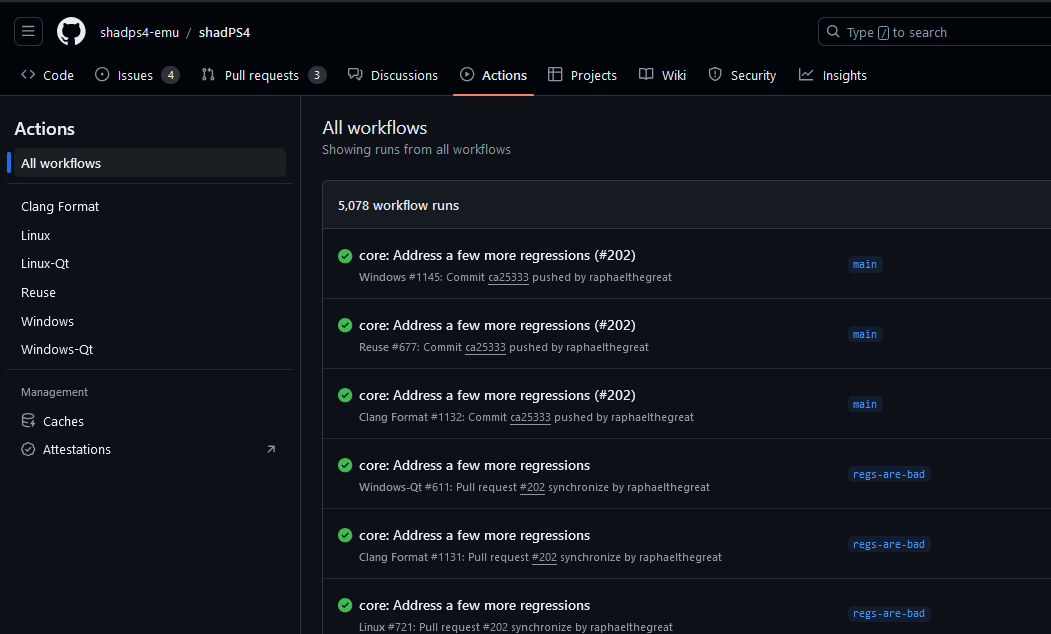 shadps4-emu / shadPS4
Type / to search
Code Issues 4 Pull requests 3 Discussions Actions Projects Wiki Security Insights
Actions
All workflows
Clang Format
Linux
Linux-Qt
Reuse
Windows
Windows-Qt
Management
Caches
Attestations
All workflows
Showing runs from all workflows
5,078 workflow runs
core: Address a few more regressions (#202)
Windows #1145: Commit ca25333 pushed by raphaelthegreat
main
core: Address a few more regressions (#202)
Reuse #677: Commit ca25333 pushed by raphaelthegreat
main
core: Address a few more regressions (#202)
Clang Format #1132: Commit ca25333 pushed by raphaelthegreat
main
core: Address a few more regressions
Windows-Qt #611: Pull request #202 synchronize by raphaelthegreat
regs-are-bad
core: Address a few more regressions
Clang Format #1131: Pull request #202 synchronize by raphaelthegreat
regs-are-bad
core: Address a few more regressions
Linux #721: Pull request #202 synchronize by raphaelthegreat
regs-are-bad